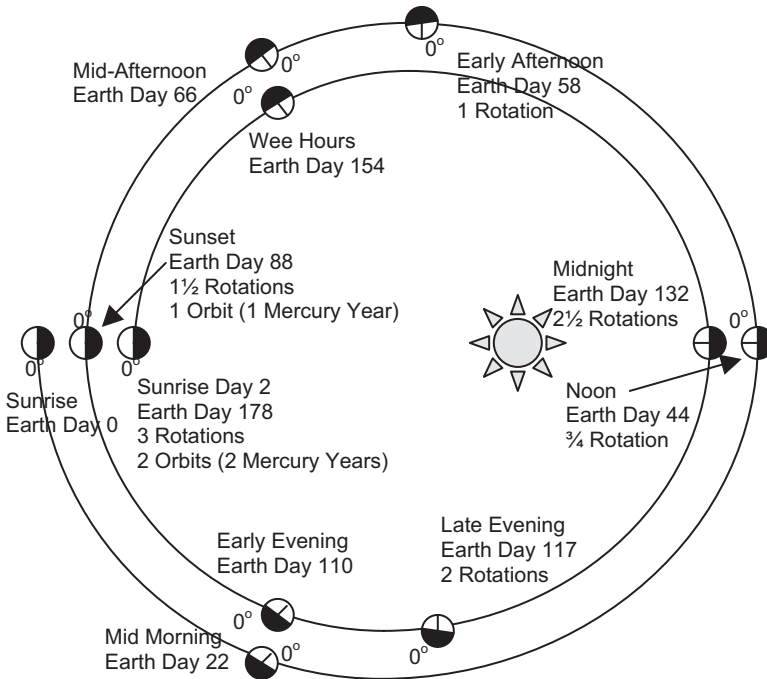 0°
Early Afternoon
Earth Day 58
1 Rotation
Mid-Afternoon
Earth Day 66
0°
0°
Wee Hours
Earth Day 154
Sunset
Earth Day 88
1½ Rotations
1 Orbit (1 Mercury Year)
Midnight
Earth Day 132
2½ Rotations
0°
0°
0°
0°
Sunrise
Earth Day 0
Sunrise Day 2
Earth Day 178
3 Rotations
2 Orbits (2 Mercury Years)
Noon
Earth Day 44
¾ Rotation
Early Evening
Earth Day 110
Late Evening
Earth Day 117
2 Rotations
0°
0°
Mid Morning
Earth Day 22
0°